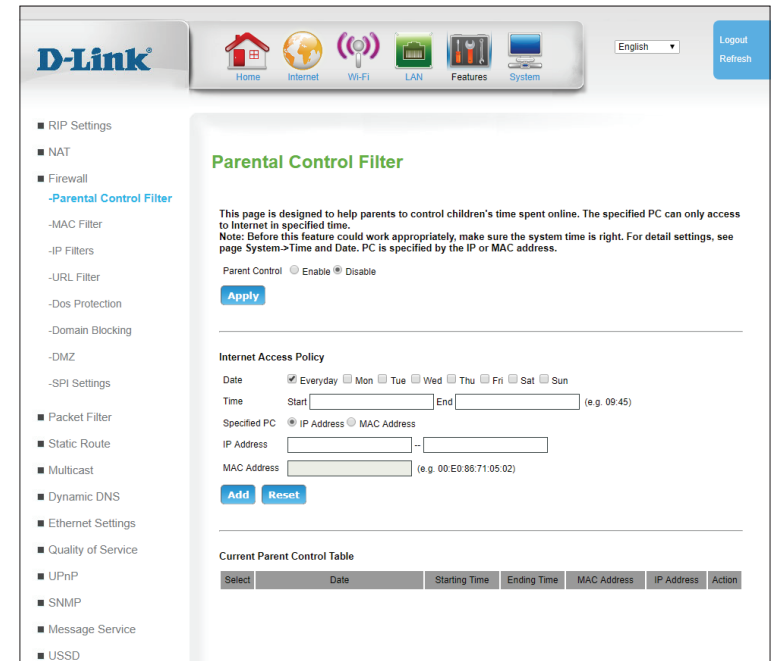 D-Link®
Home
Internet
Wi-Fi
LAN
Features
System
English
Logout
Refresh
RIP Settings
NAT
Firewall
-Parental Control Filter
-MAC Filter
-IP Filters
-URL Filter
-Dos Protection
-Domain Blocking
-DMZ
-SPI Settings
Packet Filter
Static Route
Multicast
Dynamic DNS
Ethernet Settings
Quality of Service
UPnP
SNMP
Message Service
USSD
Parental Control Filter
This page is designed to help parents to control children's time spent online. The specified PC can only access
to Internet in specified time.
Note: Before this feature could work appropriately, make sure the system time is right. For detail settings, see
page System->Time and Date. PC is specified by the IP or MAC address.
Parent Control Enable Disable
Apply
Internet Access Policy
Date Everyday Mon Tue Wed Thu Fri Sat Sun
Time Start End (e.g. 09:45)
Specified PC IP Address MAC Address
IP Address --
MAC Address (e.g. 00:E0:86:71:05:02)
Add Reset
Current Parent Control Table
Select Date Starting Time Ending Time MAC Address IP Address Action